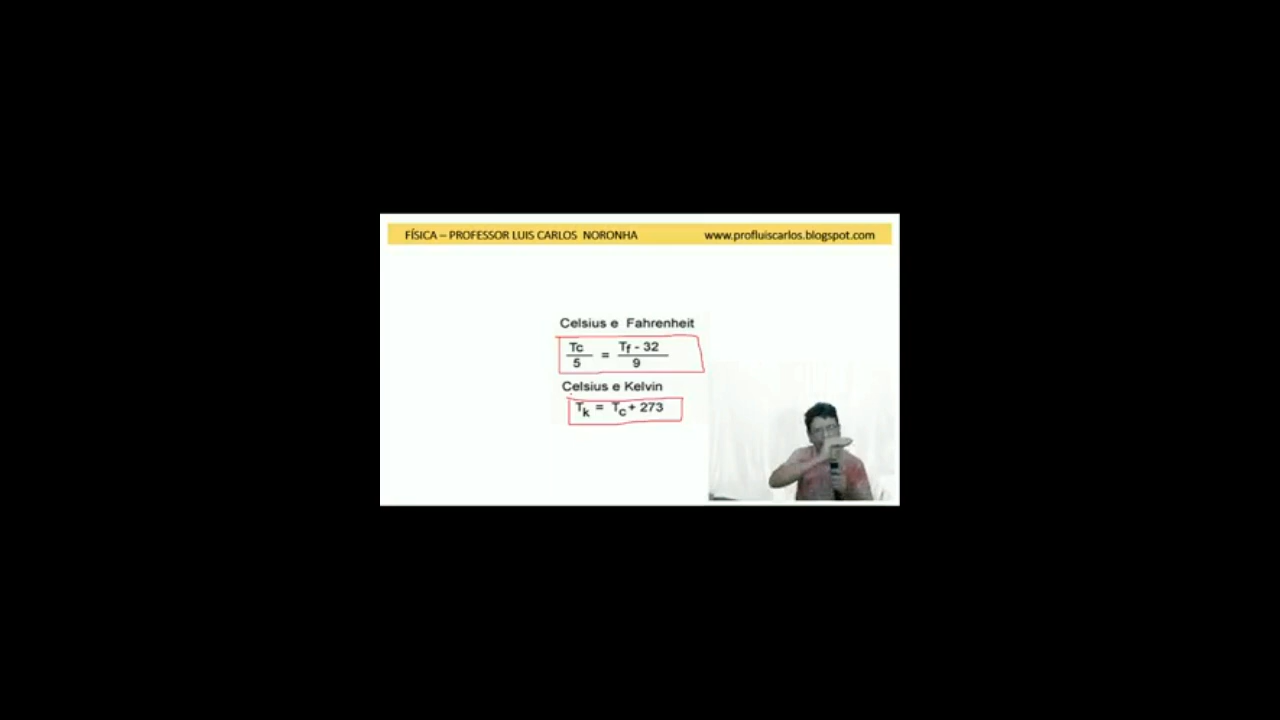 FÍSICA – PROFESSOR LUIS CARLOS NORONHA www.profluiscarlos.blogspot.com
Celsius e Fahrenheit
Tc = Tf - 32
5 9
Celsius e Kelvin
Tk = Tc + 273